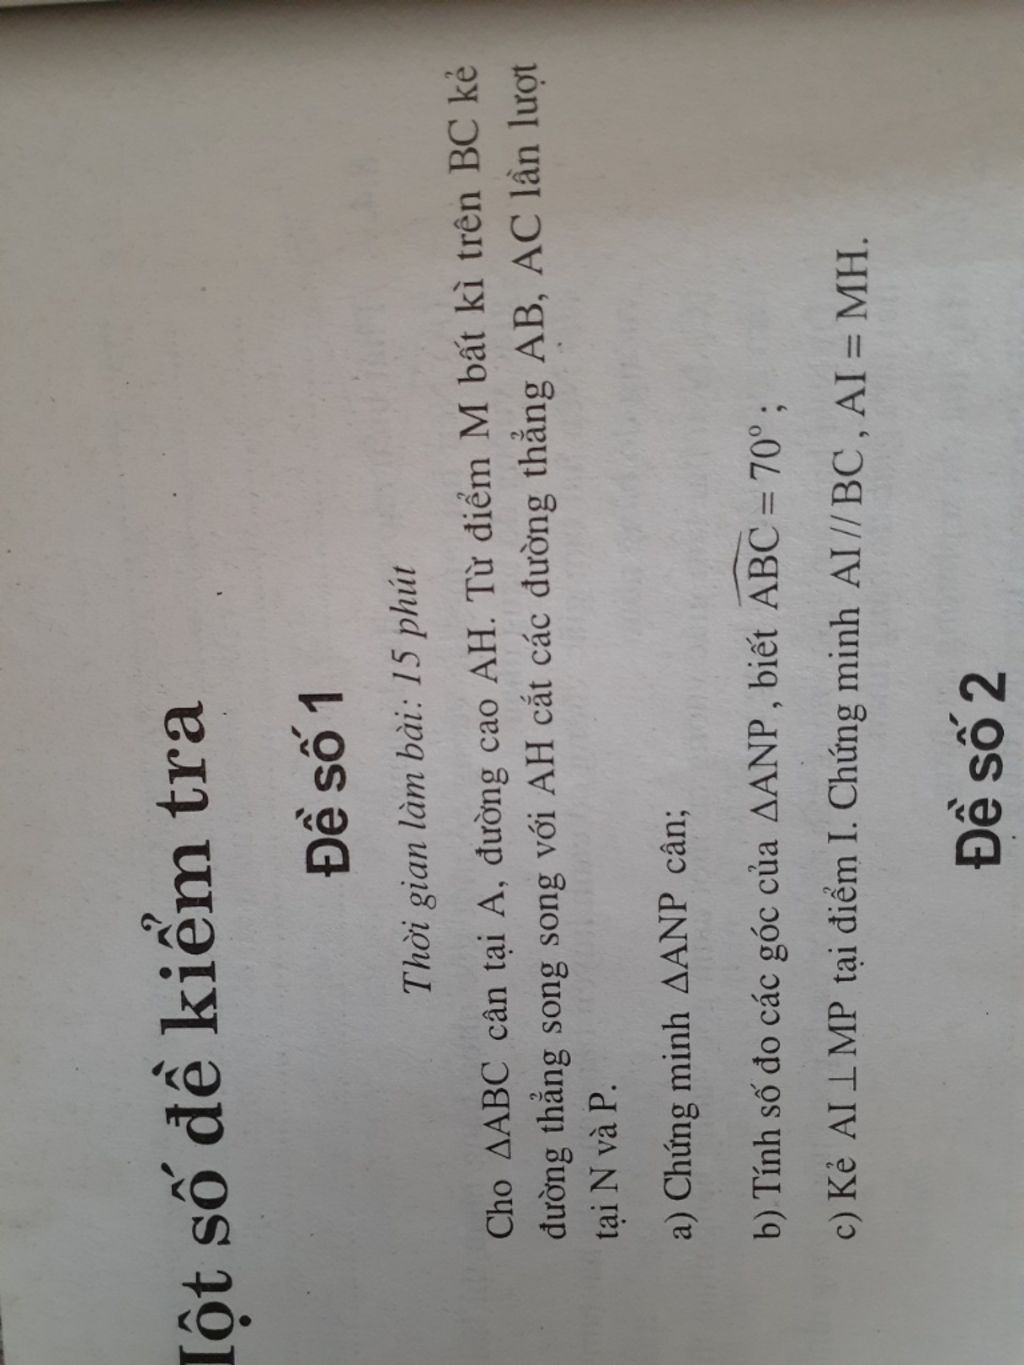 Một số đề kiểm tra
Đề số 1
Thời gian làm bài: 15 phút
Cho ΔABC cân tại A, đường cao AH. Từ điểm M bất kì trên BC kẻ
đường thẳng song song với AH cắt các đường thẳng AB, AC lần lượt
tại N và P.
a) Chứng minh ΔANP cân;
b) Tính số đo các góc của ΔANP, biết \widehat{ABC} = 70°;
c) Kẻ AI ⊥ MP tại điểm I. Chứng minh AI // BC, AI = MH.
Đề số 2